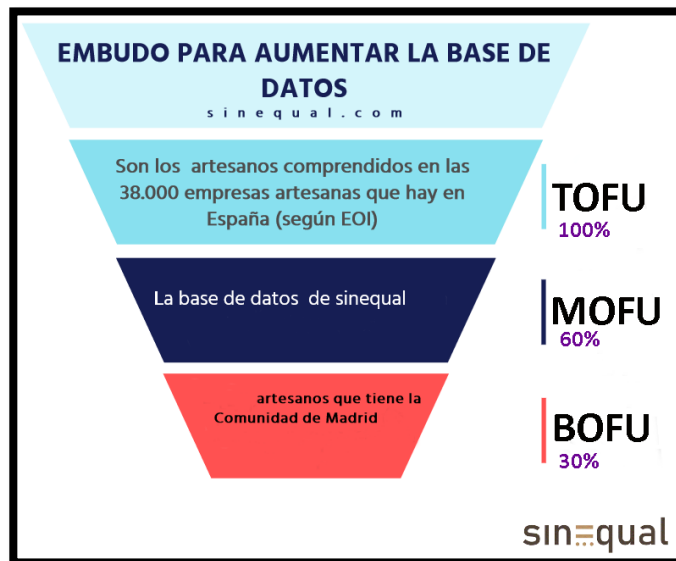 EMBUDO PARA AUMENTAR LA BASE DE
DATOS
sinequal.com
Son los artesanos comprendidos en las
38.000 empresas artesanas que hay en
España (según EOI)
TOFU
100%
La base de datos de sinequal
MOFU
60%
artesanos que tiene la
Comunidad de Madrid
BOFU
30%
sinequal